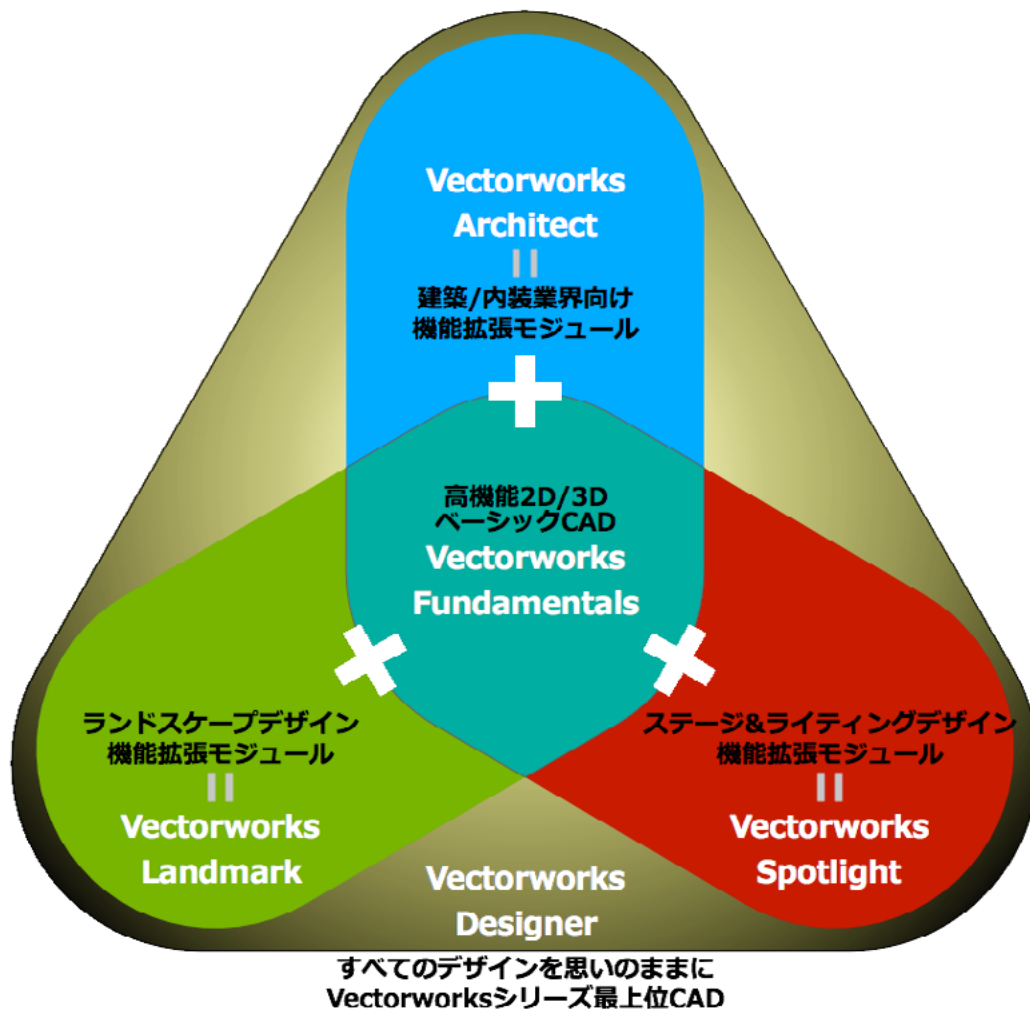 Vectorworks
Architect
建築/内装業界向け
機能拡張モジュール
高機能2D/3D
ベーシックCAD
Vectorworks
Fundamentals
ランドスケープデザイン
機能拡張モジュール
Vectorworks
Landmark
ステージ&ライティングデザイン
機能拡張モジュール
Vectorworks
Spotlight
Vectorworks
Designer
すべてのデザインを思いのままに
Vectorworksシリーズ最上位CAD